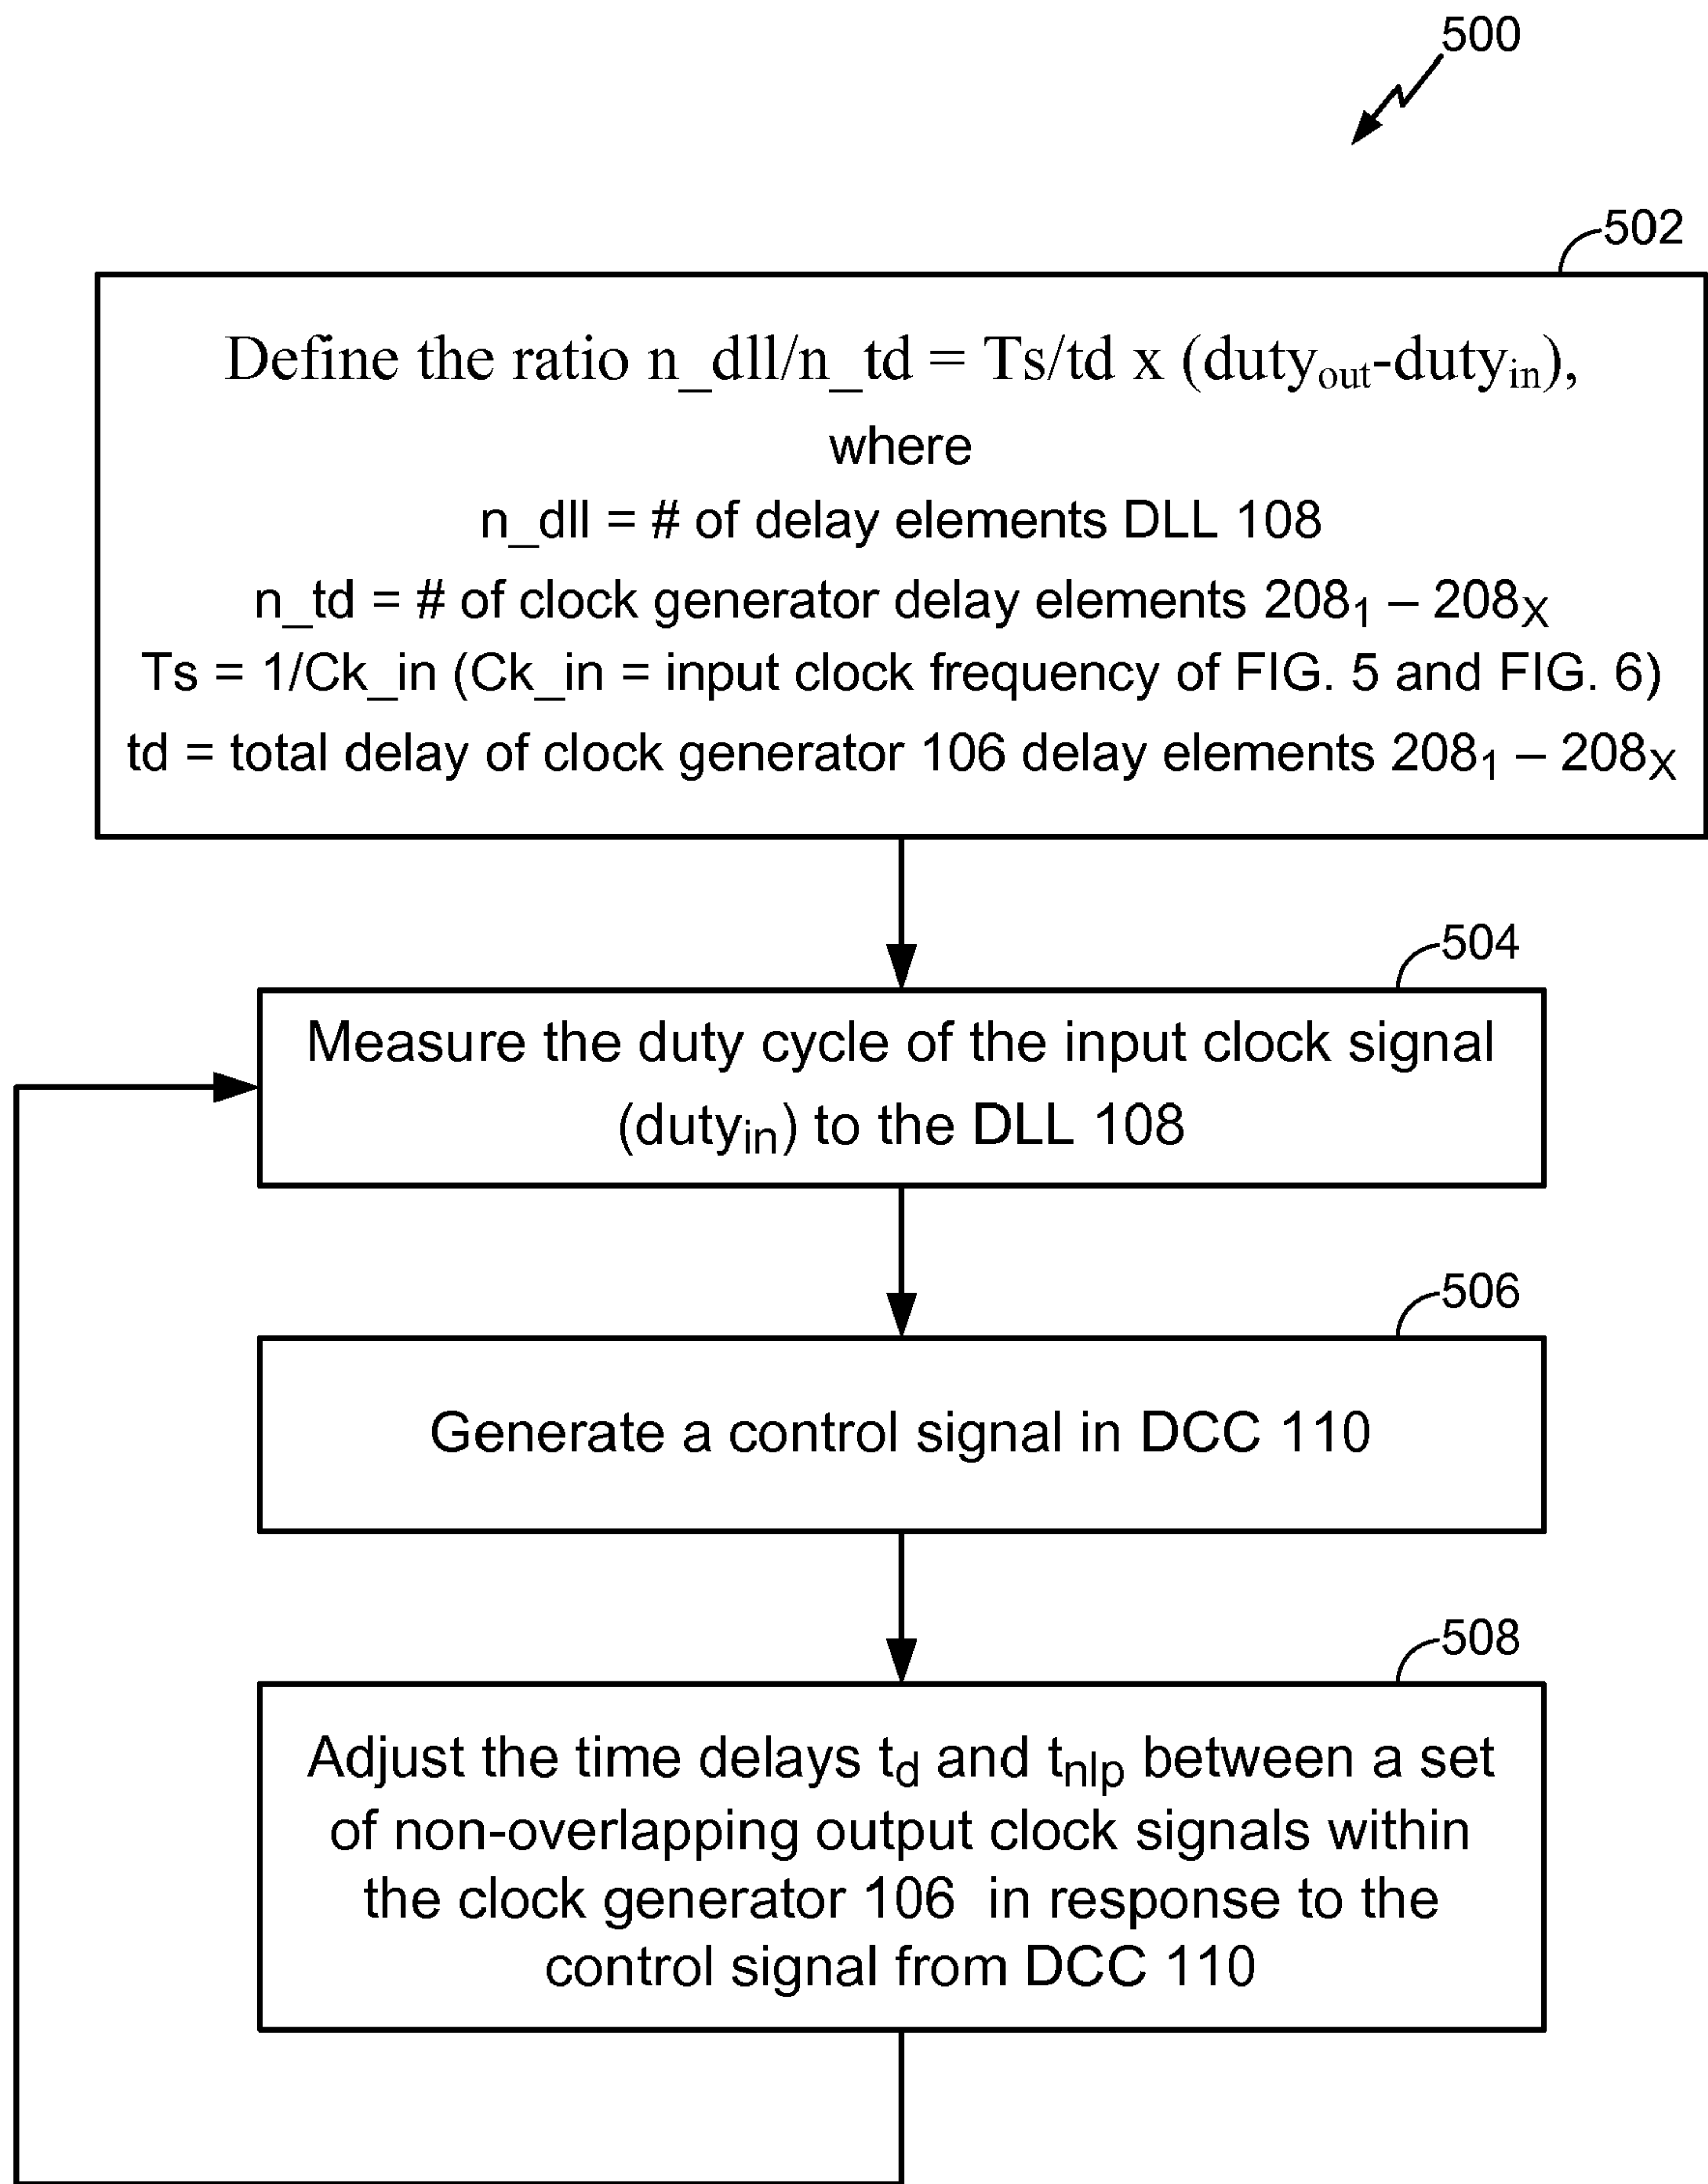 500
502
Define the ratio n_dll/n_td = Ts/td x (dutyout-dutyin),
where
n_dll = # of delay elements DLL 108
n_td = # of clock generator delay elements 2081 – 208X
Ts = 1/Ck_in (Ck_in = input clock frequency of FIG. 5 and FIG. 6)
td = total delay of clock generator 106 delay elements 2081 – 208X
504
Measure the duty cycle of the input clock signal
(dutyin) to the DLL 108
506
Generate a control signal in DCC 110
508
Adjust the time delays td and tnlp between a set
of non-overlapping output clock signals within
the clock generator 106 in response to the
control signal from DCC 110